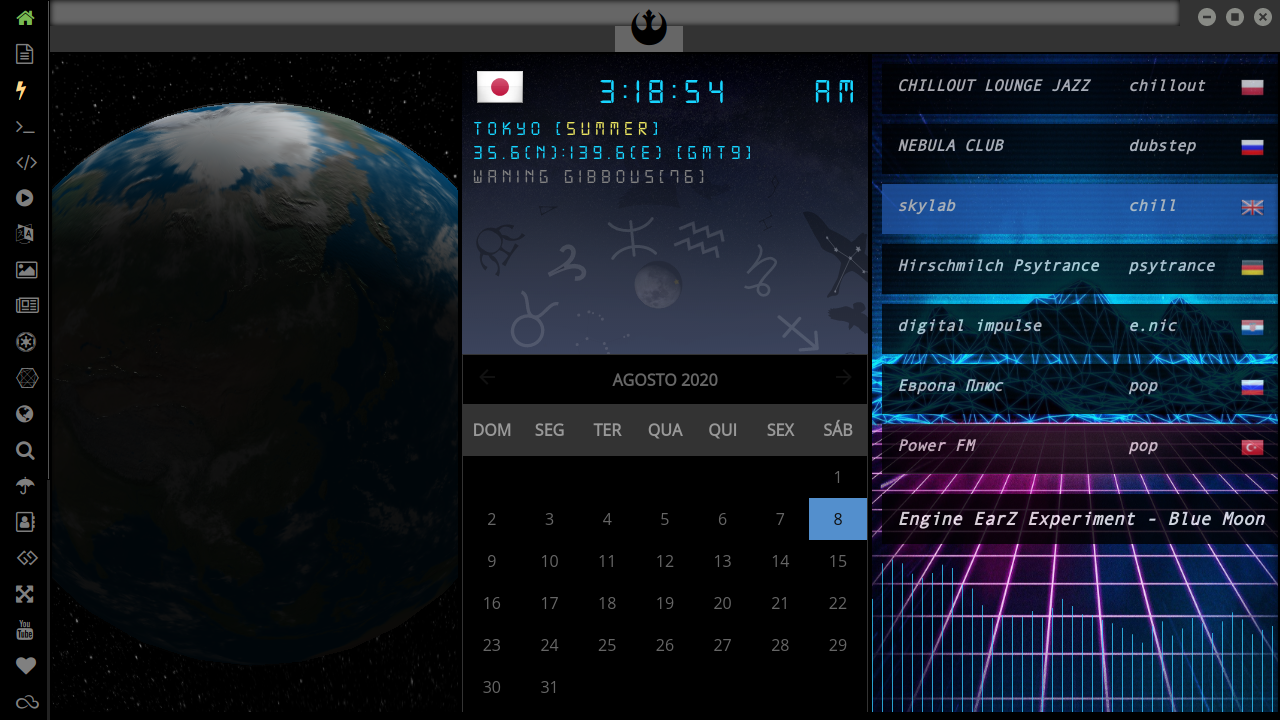 3:18:54 AM
TOKYO [SUMMER]
35.6(N):139.6(E) [GMT9]
WANING GIBBOUS[76]
AGOSTO 2020
DOM SEG TER QUA QUI SEX SÁB
1
2 3 4 5 6 7 8
9 10 11 12 13 14 15
16 17 18 19 20 21 22
23 24 25 26 27 28 29
30 31
CHILLOUT LOUNGE JAZZ chillout
NEBULA CLUB dubstep
skylab chill
Hirschmilch Psytrance psytrance
digital impulse e.nic
Европа Плюс pop
Power FM pop
Engine EarZ Experiment - Blue Moon
You Tube